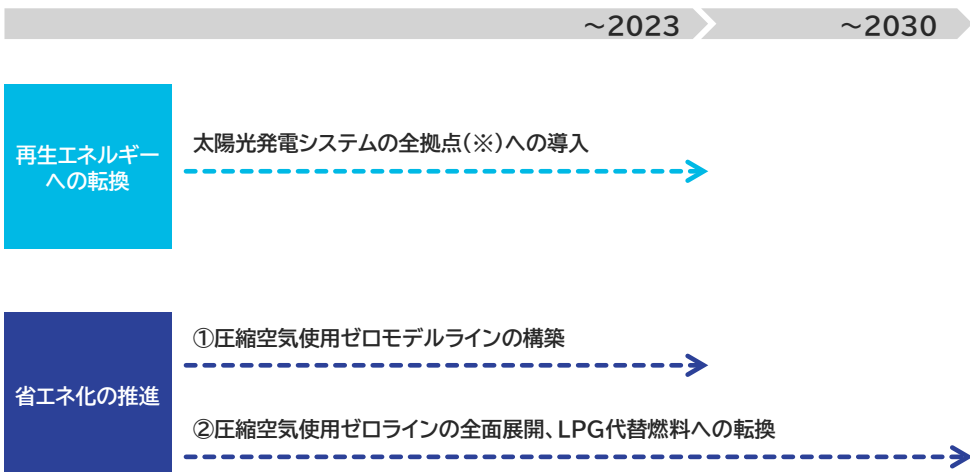 ～2023
～2030
再生エネルギー
への転換
太陽光発電システムの全拠点(※)への導入
省エネ化の推進
①圧縮空気使用ゼロモデルラインの構築
②圧縮空気使用ゼロラインの全面展開、LPG代替燃料への転換